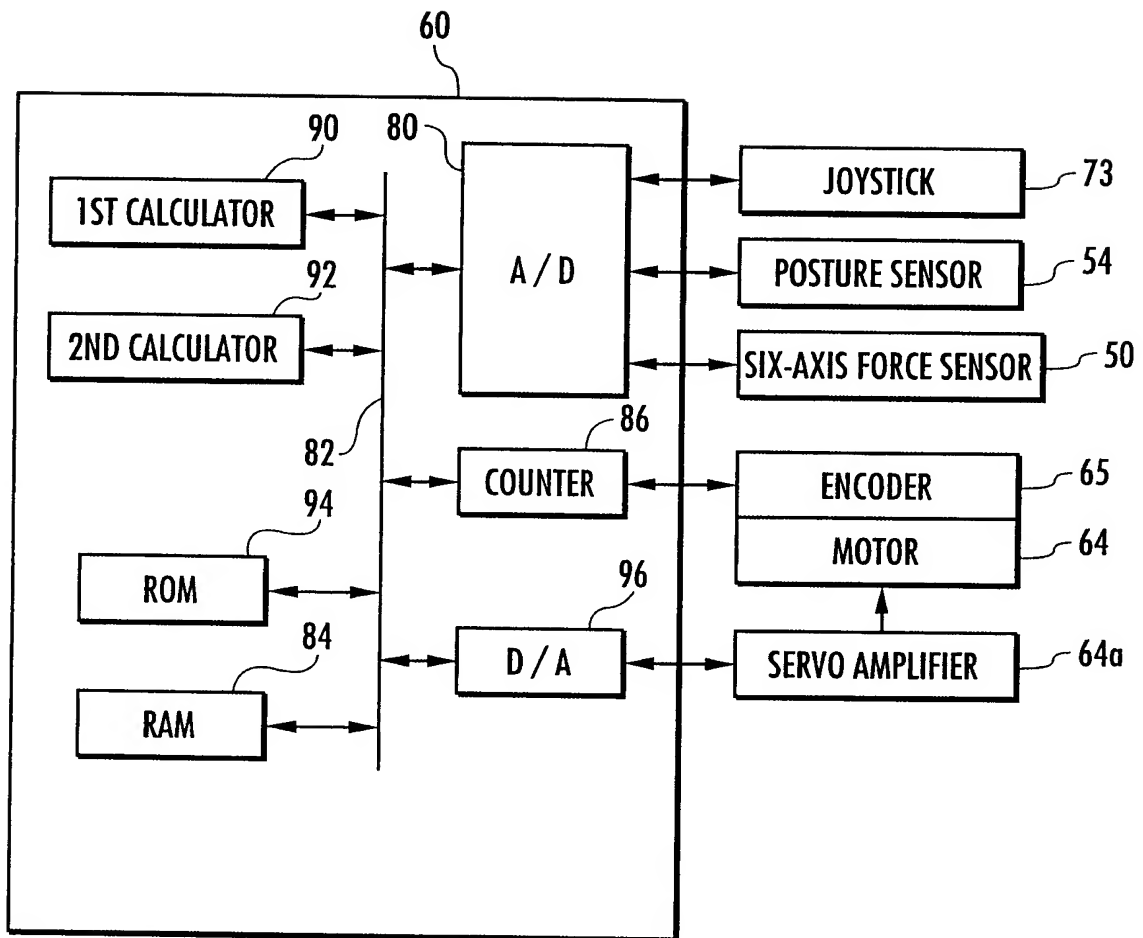 60
90
80
1ST CALCULATOR
JOYSTICK
73
92
A / D
POSTURE SENSOR
54
2ND CALCULATOR
SIX-AXIS FORCE SENSOR
50
82
86
COUNTER
ENCODER
65
94
MOTOR
64
ROM
96
84
D / A
SERVO AMPLIFIER
64a
RAM